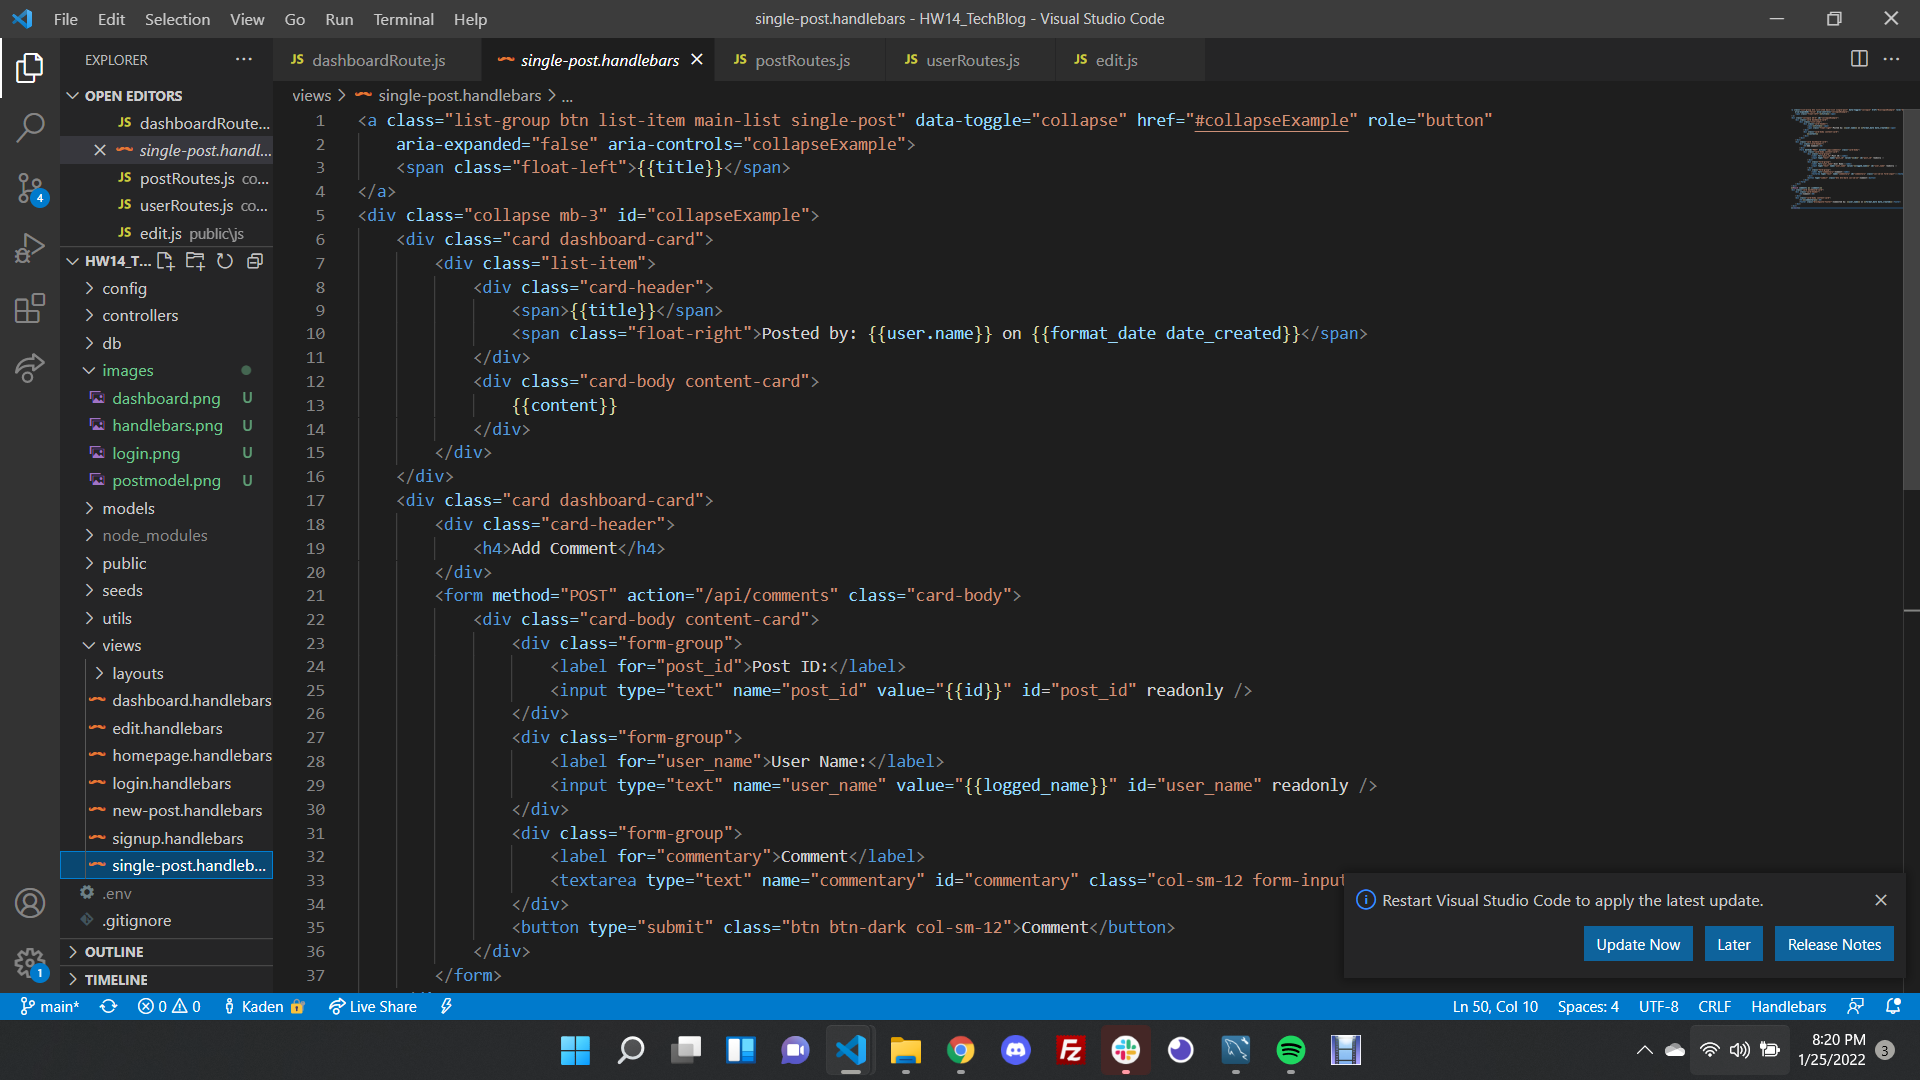 File Edit Selection View Go Run Terminal Help
single-post.handlebars - HW14_TechBlog - Visual Studio Code
EXPLORER
OPEN EDITORS
JS dashboardRoute...
single-post.handl...
JS postRoutes.js co...
JS userRoutes.js co...
JS edit.js public\js
HW14_T...
config
controllers
db
images
dashboard.png U
handlebars.png U
login.png U
postmodel.png U
models
node_modules
public
seeds
utils
views
layouts
dashboard.handlebars
edit.handlebars
homepage.handlebars
login.handlebars
new-post.handlebars
signup.handlebars
single-post.handleb...
.env
.gitignore
OUTLINE
TIMELINE
4
1
JS dashboardRoute.js single-post.handlebars JS postRoutes.js JS userRoutes.js JS edit.js
views > single-post.handlebars > ...
1 <a class="list-group btn list-item main-list single-post" data-toggle="collapse" href="#collapseExample" role="button"
2 aria-expanded="false" aria-controls="collapseExample">
3 <span class="float-left">{{title}}</span>
4 </a>
5 <div class="collapse mb-3" id="collapseExample">
6 <div class="card dashboard-card">
7 <div class="list-item">
8 <div class="card-header">
9 <span>{{title}}</span>
10 <span class="float-right">Posted by: {{user.name}} on {{format_date date_created}}</span>
11 </div>
12 <div class="card-body content-card">
13 {{content}}
14 </div>
15 </div>
16 </div>
17 <div class="card dashboard-card">
18 <div class="card-header">
19 <h4>Add Comment</h4>
20 </div>
21 <form method="POST" action="/api/comments" class="card-body">
22 <div class="card-body content-card">
23 <div class="form-group">
24 <label for="post_id">Post ID:</label>
25 <input type="text" name="post_id" value="{{id}}" id="post_id" readonly />
26 </div>
27 <div class="form-group">
28 <label for="user_name">User Name:</label>
29 <input type="text" name="user_name" value="{{logged_name}}" id="user_name" readonly />
30 </div>
31 <div class="form-group">
32 <label for="commentary">Comment</label>
33 <textarea type="text" name="commentary" id="commentary" class="col-sm-12 form-input
34 </div>
35 <button type="submit" class="btn btn-dark col-sm-12">Comment</button>
36 </div>
37 </form>
Restart Visual Studio Code to apply the latest update.
Update Now Later Release Notes
main* 0 0 Kaden Live Share
Ln 50, Col 10 Spaces: 4 UTF-8 CRLF Handlebars
8:20 PM
1/25/2022
3